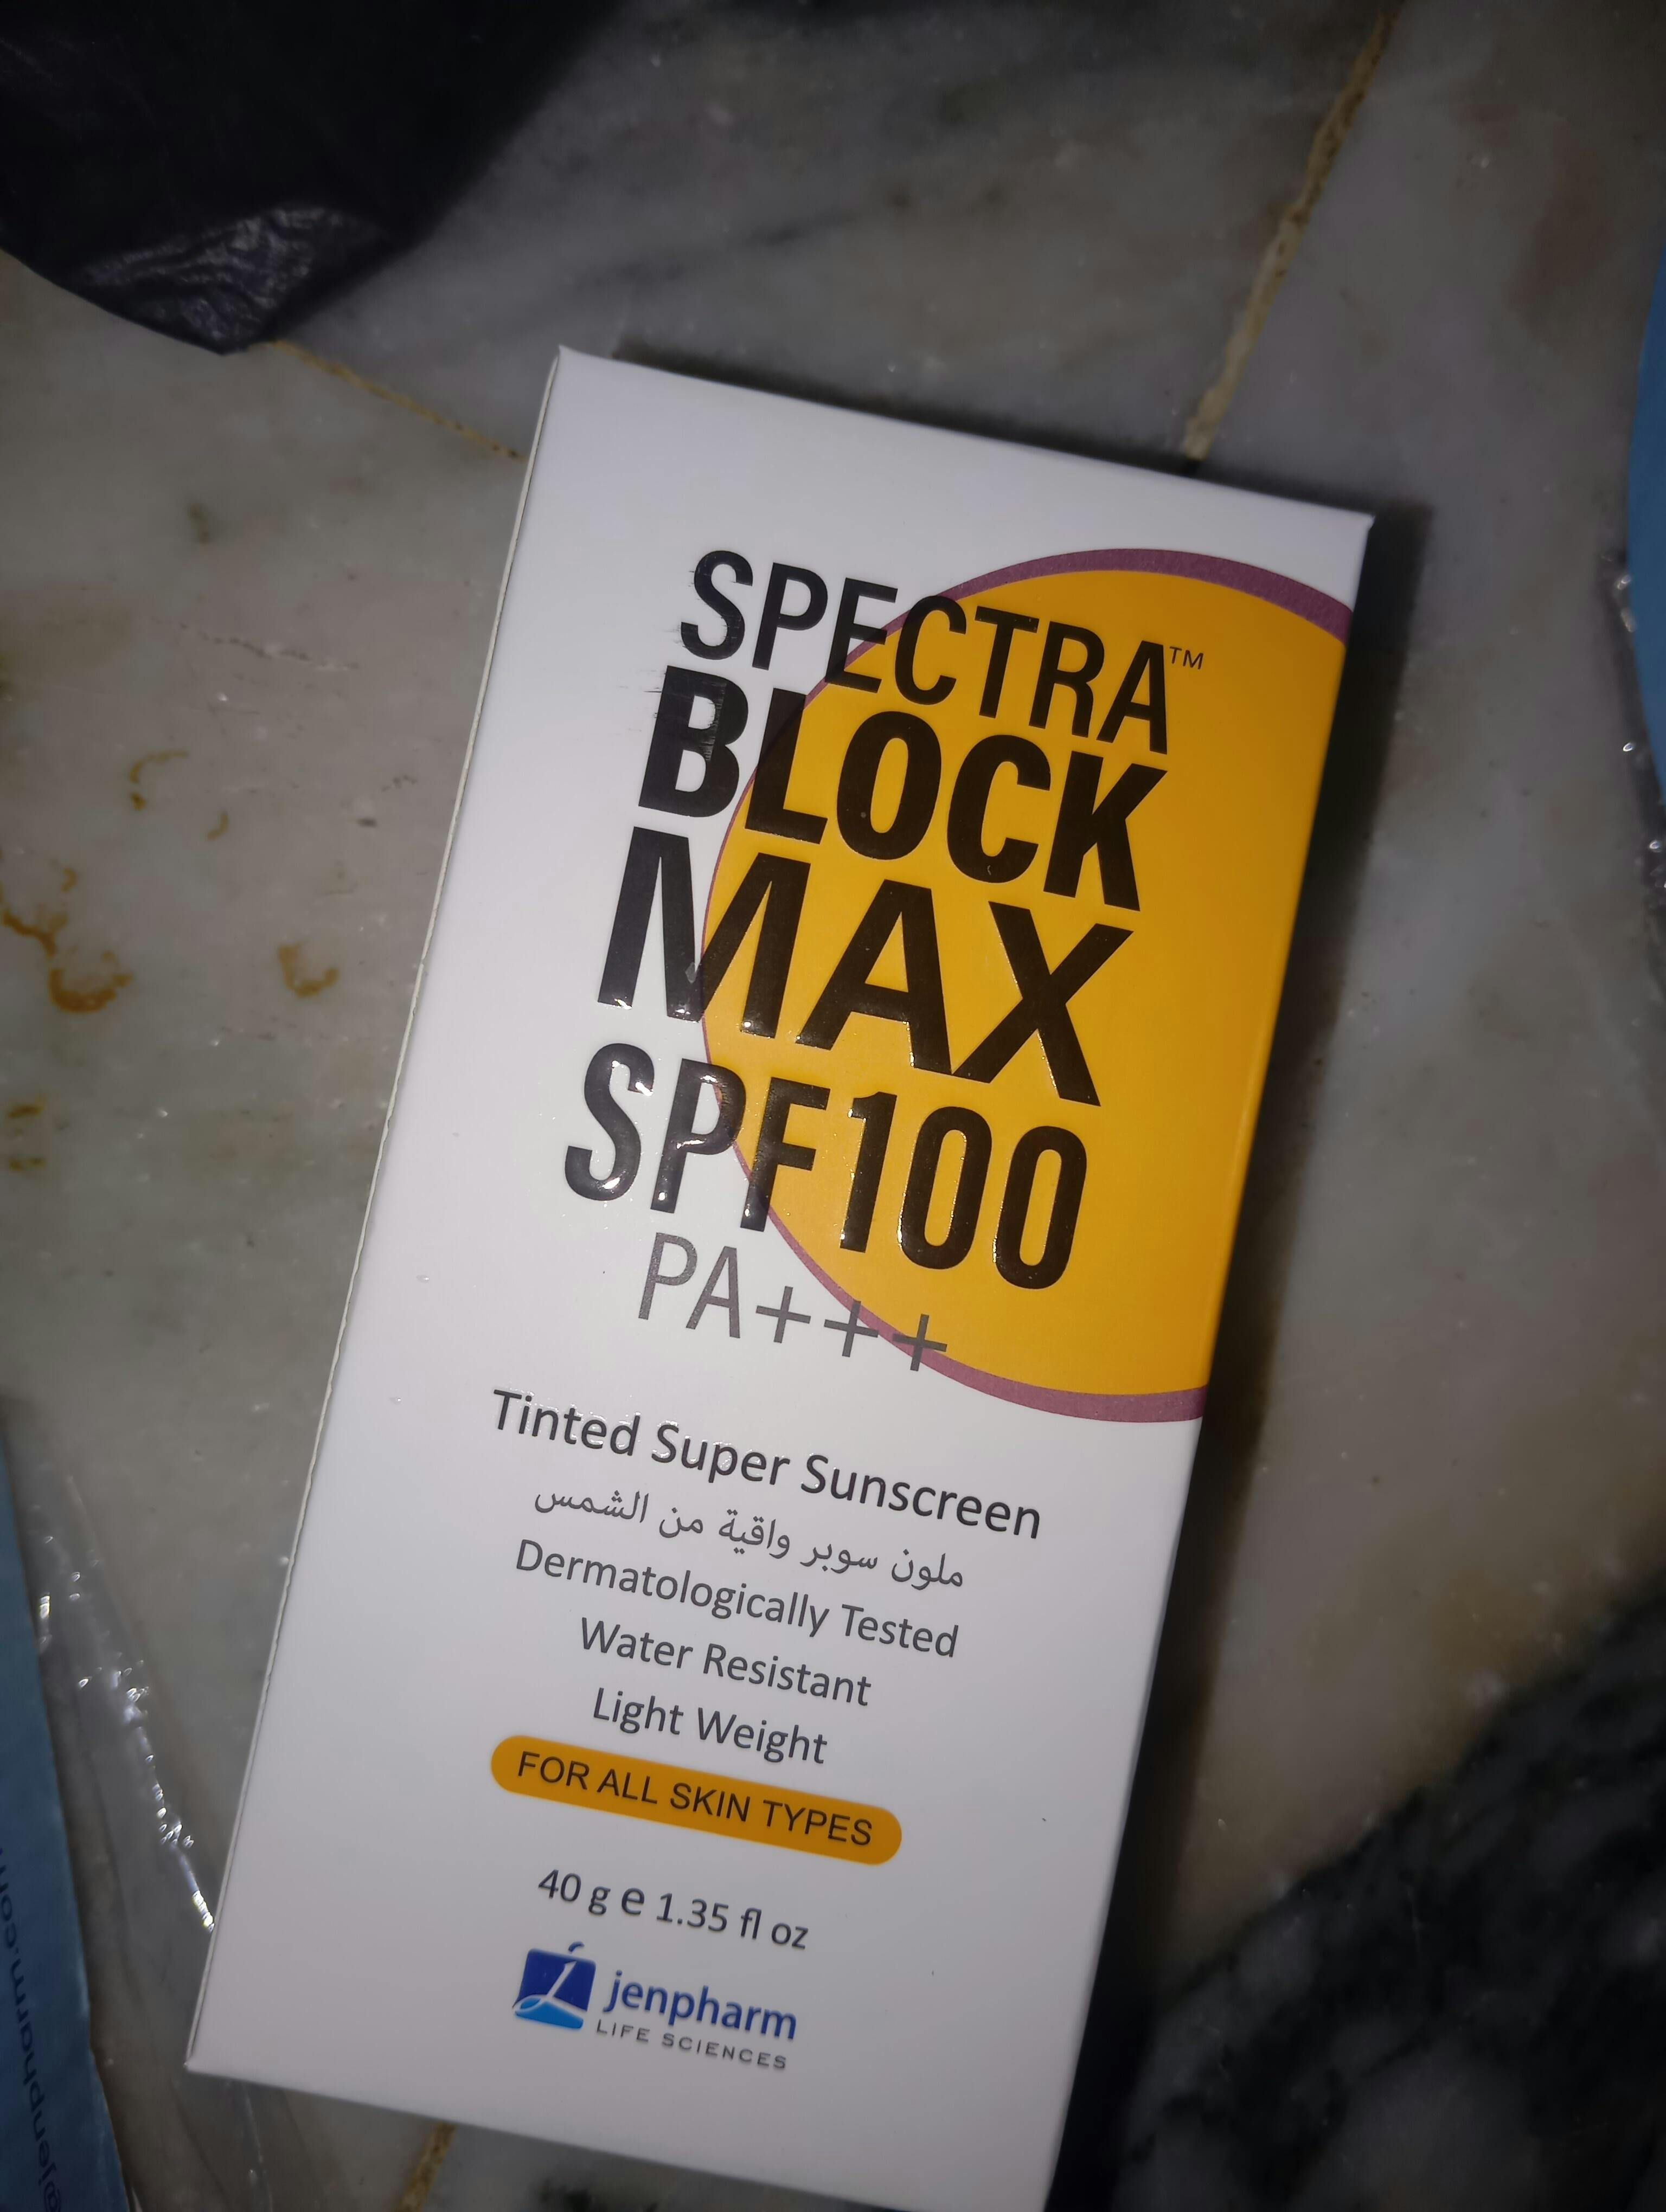 SPECTRA™
BLOCK
MAX
SPF100
PA+++
Tinted Super Sunscreen
ملون سوبر واقية من الشمس
Dermatologically Tested
Water Resistant
Light Weight
FOR ALL SKIN TYPES
40 g e 1.35 fl oz
jenpharm
LIFE SCIENCES